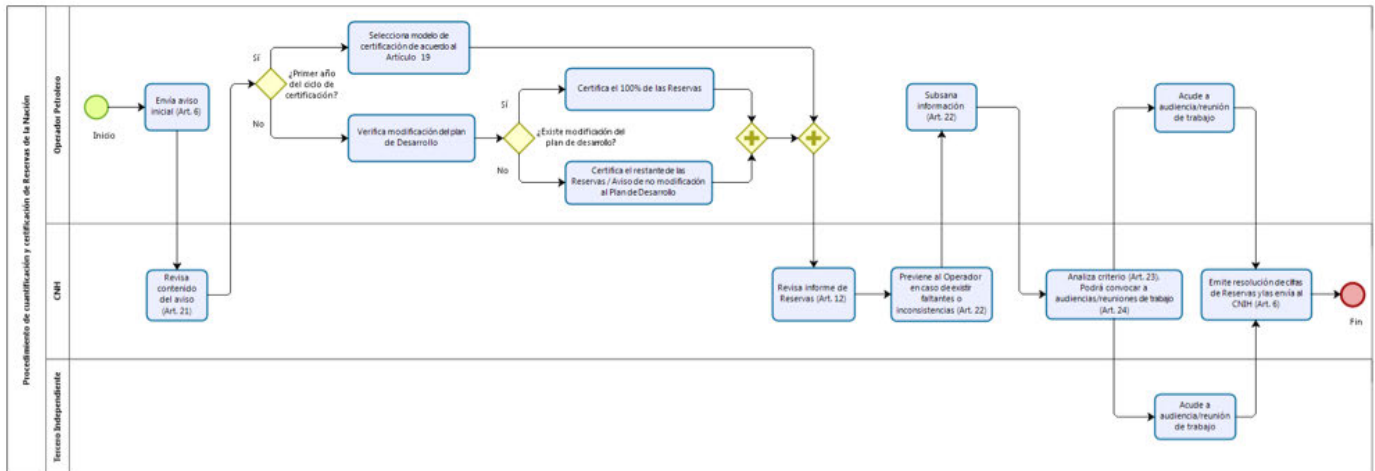 Procedimiento de cuantificación y certificación de Reservas de la Nación
Operador Petrolero
Inicio
Envía aviso
inicial (Art. 6)
Sí
¿Primer año
del ciclo de
certificación?
No
Selecciona modelo de
certificación de acuerdo al
Artículo 19
Verifica modificación del plan
de Desarrollo
Sí
¿Existe modificación del
plan de desarrollo?
No
Certifica el 100% de las Reservas
Certifica el restante de las
Reservas / Aviso de no modificación
al Plan de Desarrollo
Subsana
información
(Art. 22)
Acude a
audiencia/reunión
de trabajo
CNH
Revisa
contenido
del aviso
(Art. 21)
Revisa informe de
Reservas (Art. 12)
Previene al Operador
en caso de existir
faltantes o
inconsistencias (Art. 22)
Analiza criterio (Art. 23).
Podrá convocar a
audiencias/reuniones de trabajo
(Art. 24)
Emite resolución de cifras
de Reservas y las envía al
CNIH (Art. 6)
Fin
Tercero Independiente
Acude a
audiencia/reunión
de trabajo